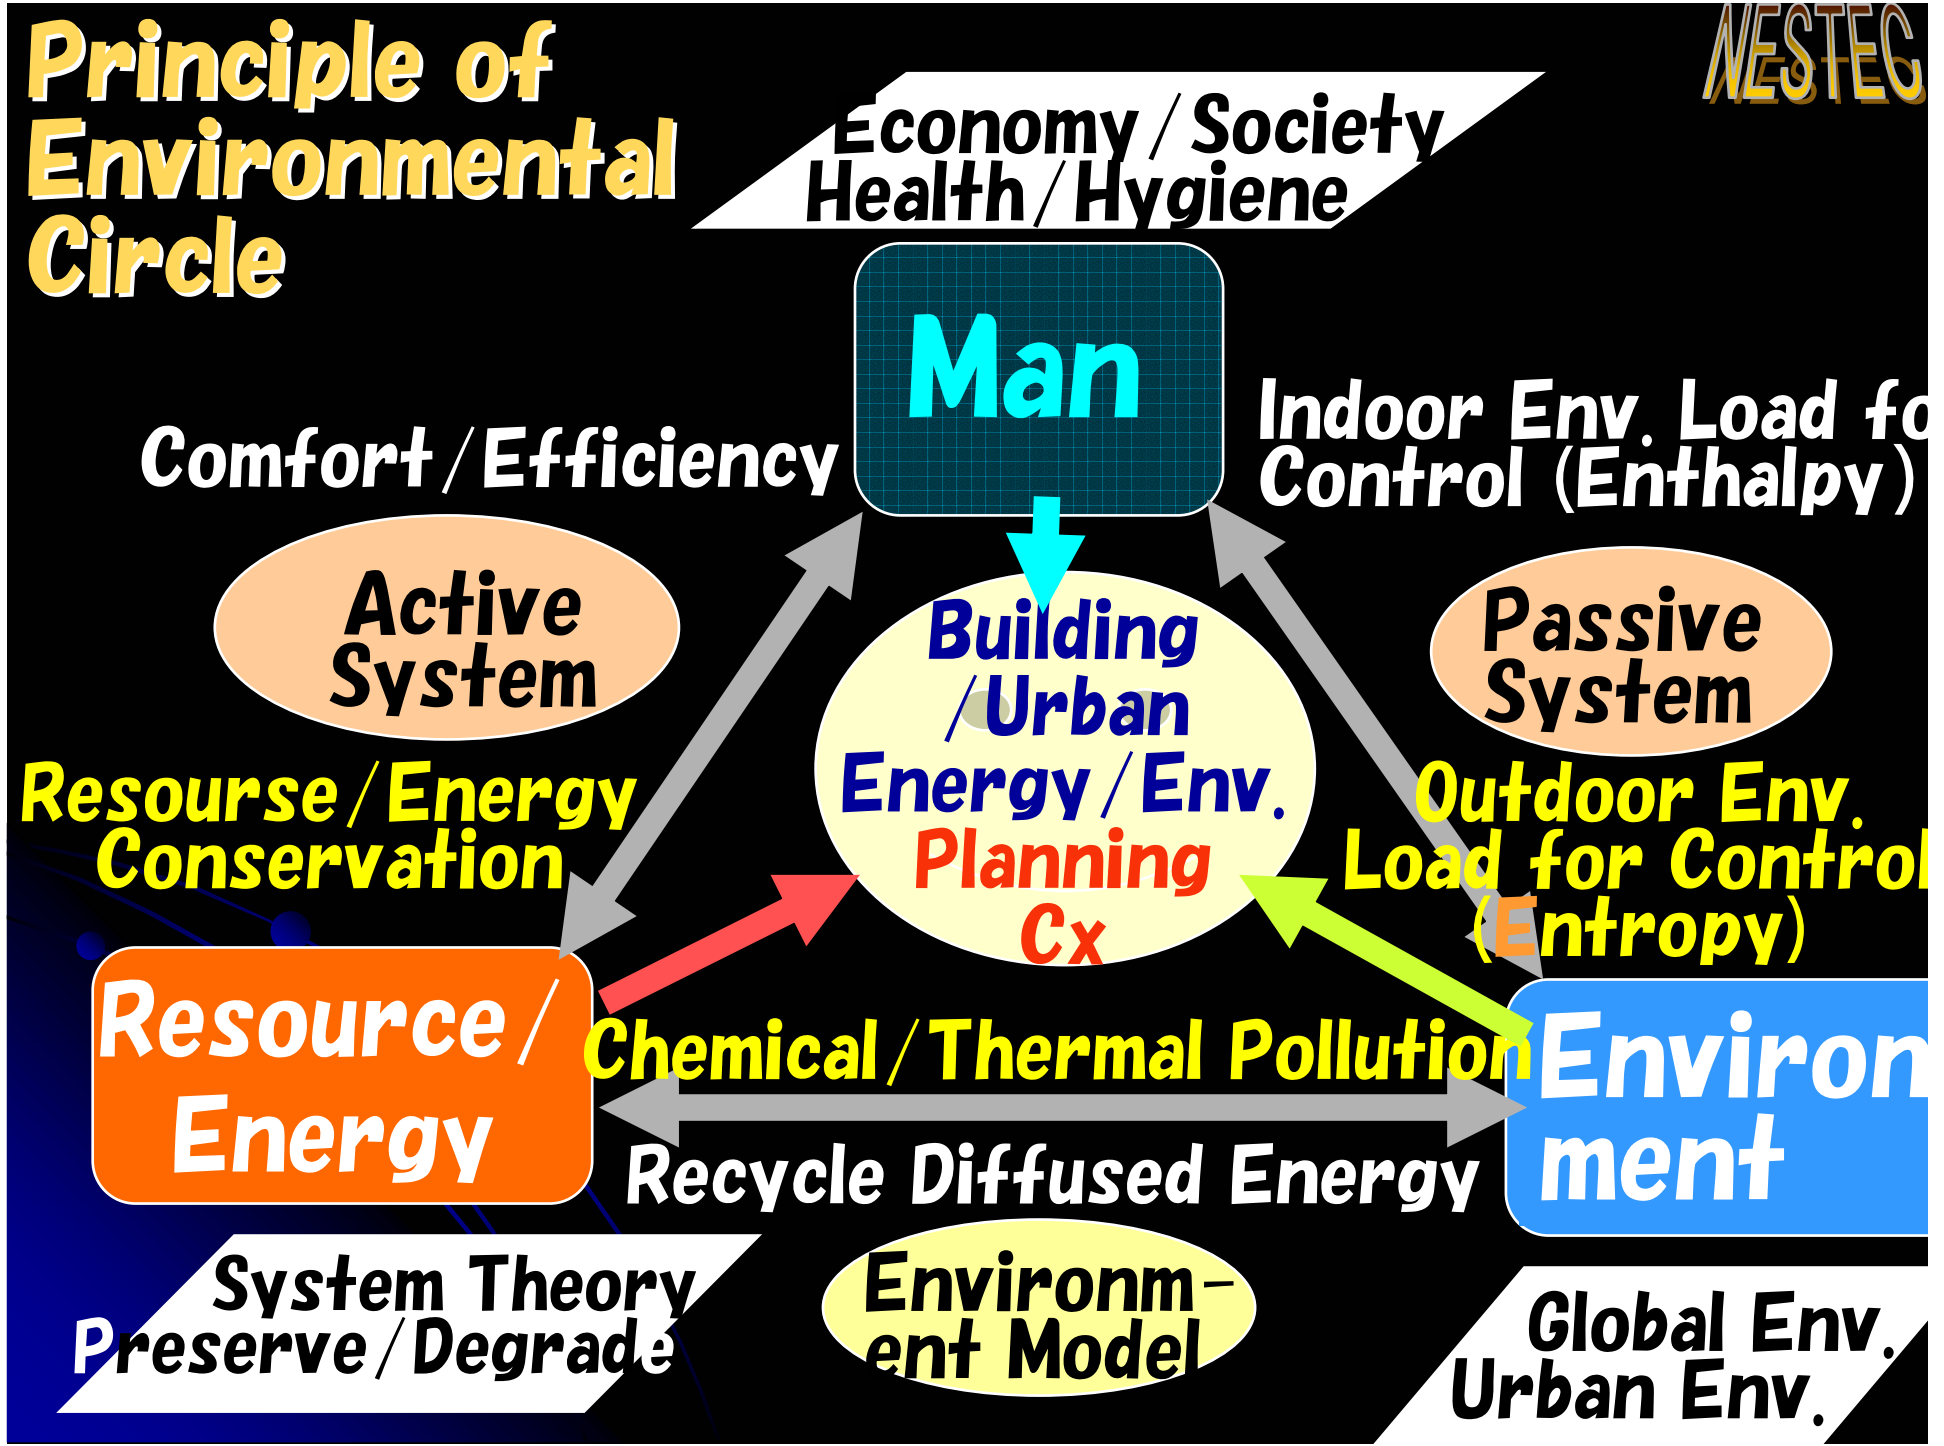 Principle of
Environmental
Circle
NESTEC
Economy/Society
Health/Hygiene
Man
Comfort/Efficiency
Indoor Env. Load fo
Control (Enthalpy)
Active
System
Passive
System
Building
/Urban
Energy/Env.
Planning
Cx
Resourse/Energy
Conservation
Outdoor Env.
Load for Control
(Entropy)
Resource/
Energy
Chemical/Thermal Pollution
Environ
ment
Recycle Diffused Energy
System Theory
Preserve/Degrade
Environm-
ent Model
Global Env.
Urban Env.